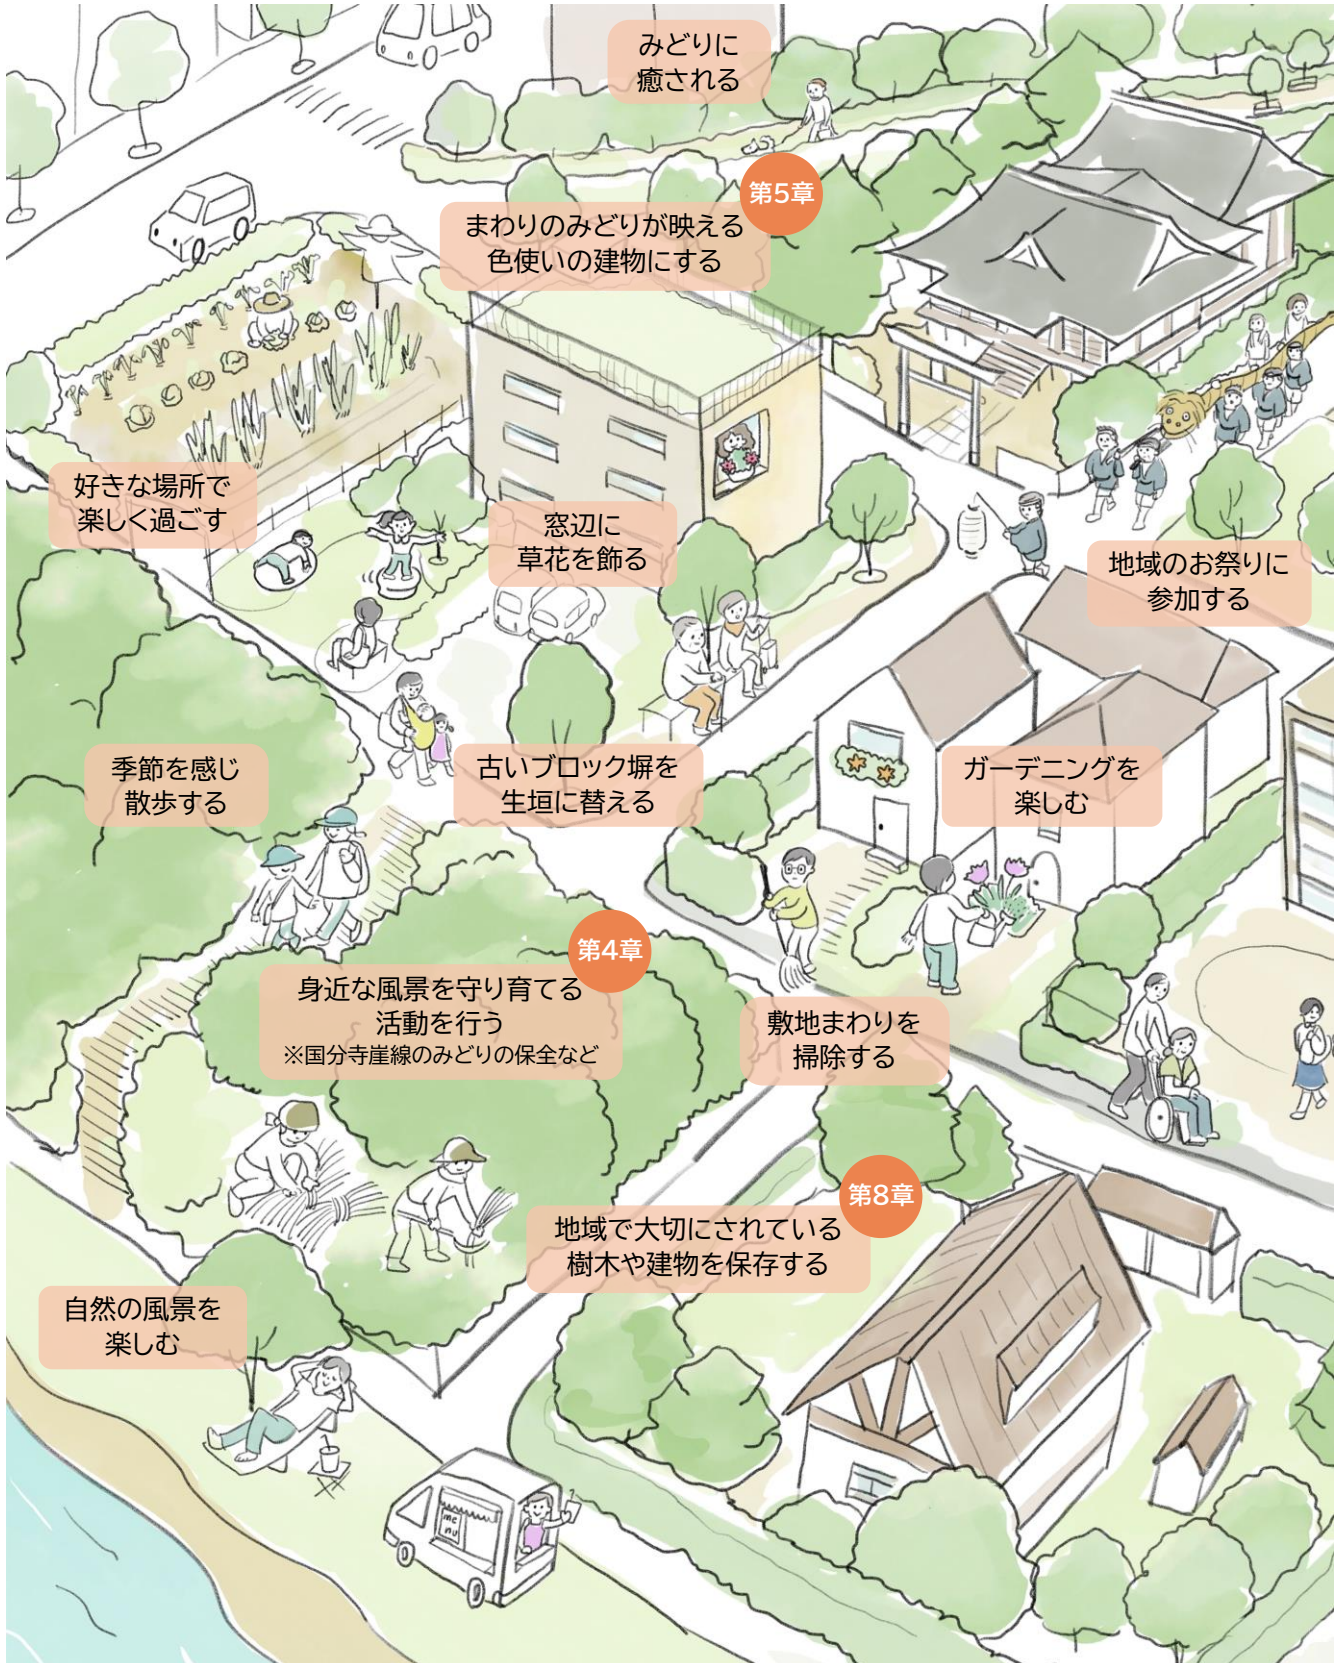 みどりに
癒される
第5章
まわりのみどりが映える
色使いの建物にする
好きな場所で
楽しく過ごす
窓辺に
草花を飾る
地域のお祭りに
参加する
季節を感じ
散歩する
古いブロック塀を
生垣に替える
ガーデニングを
楽しむ
第4章
身近な風景を守り育てる
活動を行う
※国分寺崖線のみどりの保全など
敷地まわりを
掃除する
第8章
地域で大切にされている
樹木や建物を保存する
自然の風景を
楽しむ
me
nu